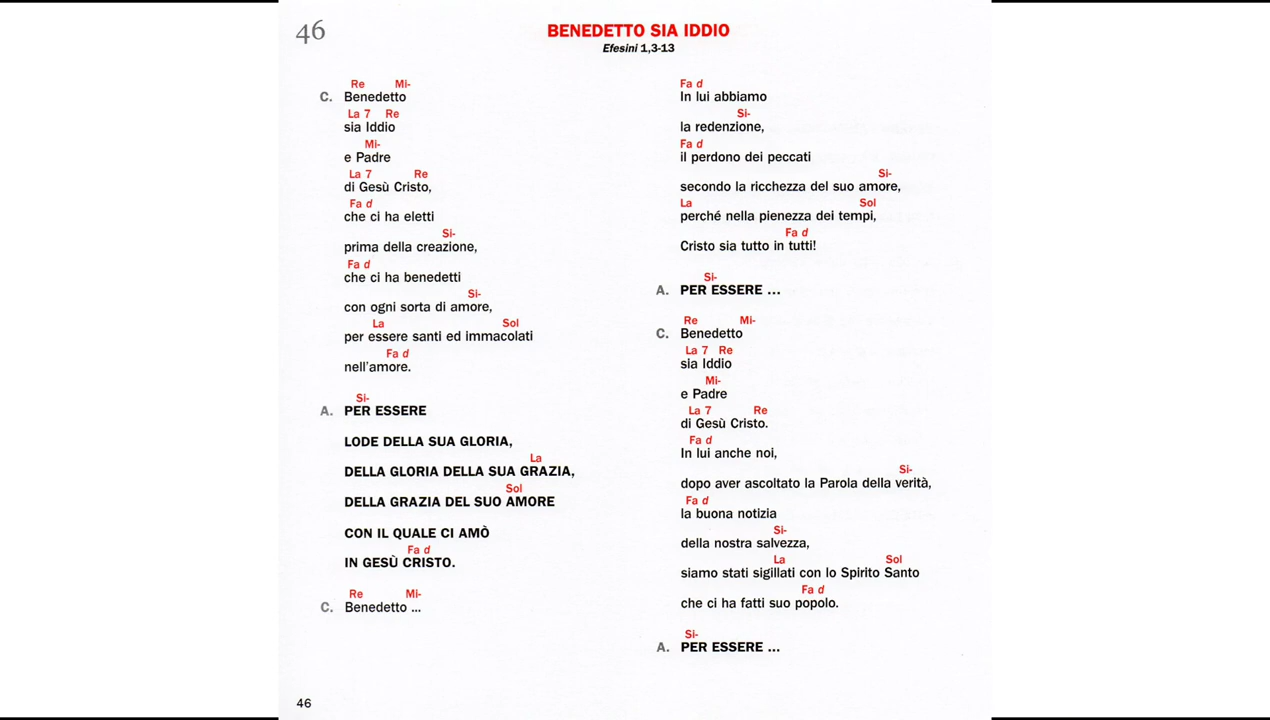 46
BENEDETTO SIA IDDIO
Efesini 1,3-13
Re Mi-
C. Benedetto
La 7 Re
sia Iddio
Mi-
e Padre
La 7 Re
di Gesù Cristo,
Fa d
che ci ha eletti
Si-
prima della creazione,
Fa d
che ci ha benedetti
Si-
con ogni sorta di amore,
La Sol
per essere santi ed immacolati
Fa d
nell'amore.
Si-
A. PER ESSERE
LODE DELLA SUA GLORIA,
La
DELLA GLORIA DELLA SUA GRAZIA,
Sol
DELLA GRAZIA DEL SUO AMORE
CON IL QUALE CI AMÒ
Fa d
IN GESÙ CRISTO.
Re Mi-
C. Benedetto ...
Fa d
In lui abbiamo
Si-
la redenzione,
Fa d
il perdono dei peccati
Si-
secondo la ricchezza del suo amore,
La Sol
perché nella pienezza dei tempi,
Fa d
Cristo sia tutto in tutti!
Si-
A. PER ESSERE ...
Re Mi-
C. Benedetto
La 7 Re
sia Iddio
Mi-
e Padre
La 7 Re
di Gesù Cristo.
Fa d
In lui anche noi,
Si-
dopo aver ascoltato la Parola della verità,
Fa d
la buona notizia
Si-
della nostra salvezza,
La Sol
siamo stati sigillati con lo Spirito Santo
Fa d
che ci ha fatti suo popolo.
Si-
A. PER ESSERE ...
46